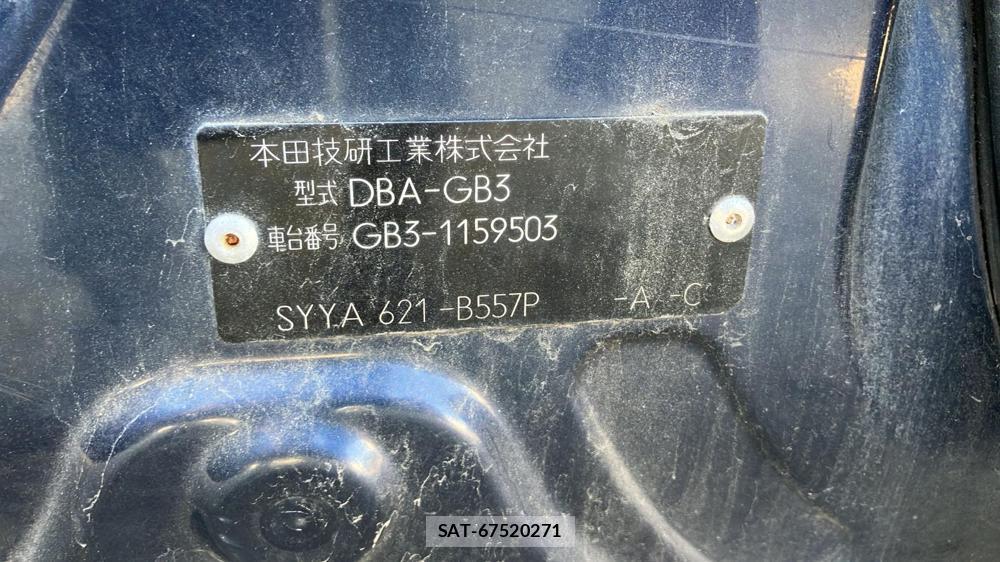 本田技研工業株式会社
型式 DBA-GB3
車台番号 GB3-1159503
SYYA 621 -B557P -A -C
SAT-67520271